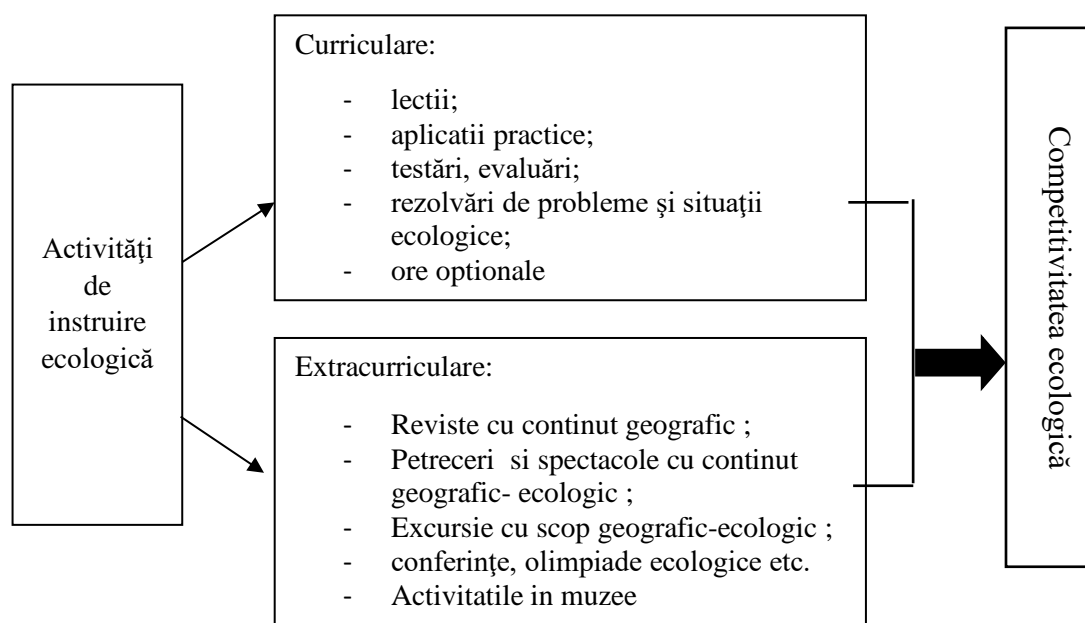 Activităţi
de
instruire
ecologică
Curriculare:
- lectii;
- aplicatii practice;
- testări, evaluări;
- rezolvări de probleme şi situaţii
ecologice;
- ore optionale
Extracurriculare:
- Reviste cu continut geografic ;
- Petreceri si spectacole cu continut
geografic- ecologic ;
- Excursie cu scop geografic-ecologic ;
- conferinţe, olimpiade ecologice etc.
- Activitatile in muzee
Competitivitatea ecologică